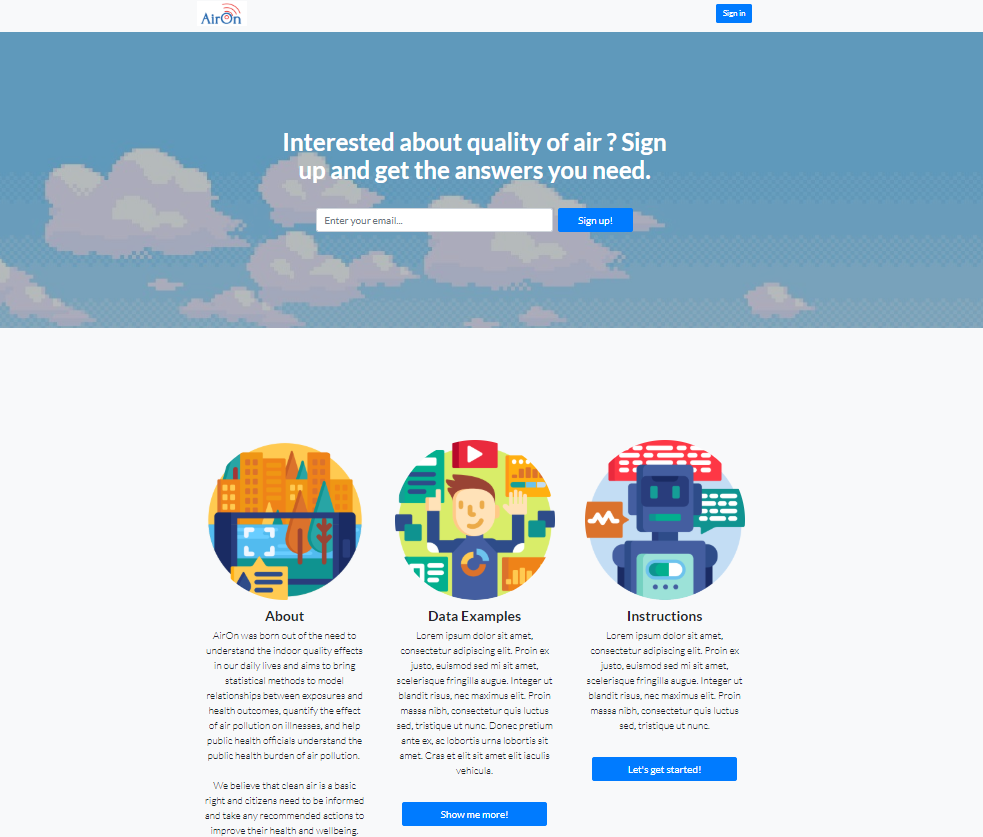 AirOn
Sign in
Interested about quality of air ? Sign
up and get the answers you need.
Enter your email...
Sign up!
About
AirOn was born out of the need to
understand the indoor quality effects
in our daily lives and aims to bring
statistical methods to model
relationships between exposures and
health outcomes, quantify the effect
of air pollution on illnesses, and help
public health officials understand the
public health burden of air pollution.
We believe that clean air is a basic
right and citizens need to be informed
and take any recommended actions to
improve their health and wellbeing.
Data Examples
Lorem ipsum dolor sit amet,
consectetur adipiscing elit. Proin ex
justo, euismod sed mi sit amet,
scelerisque fringilla augue. Integer ut
blandit risus, nec maximus elit. Proin
massa nibh, consectetur quis luctus
sed, tristique ut nunc. Donec pretium
ante ex, ac lobortis urna lobortis sit
amet. Cras et elit sit amet elit iaculis
vehicula.
Show me more!
Instructions
Lorem ipsum dolor sit amet,
consectetur adipiscing elit. Proin ex
justo, euismod sed mi sit amet,
scelerisque fringilla augue. Integer ut
blandit risus, nec maximus elit. Proin
massa nibh, consectetur quis luctus
sed, tristique ut nunc.
Let's get started!